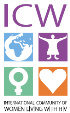 ICW
INTERNATIONAL COMMUNITY OF
WOMEN LIVING WITH HIV